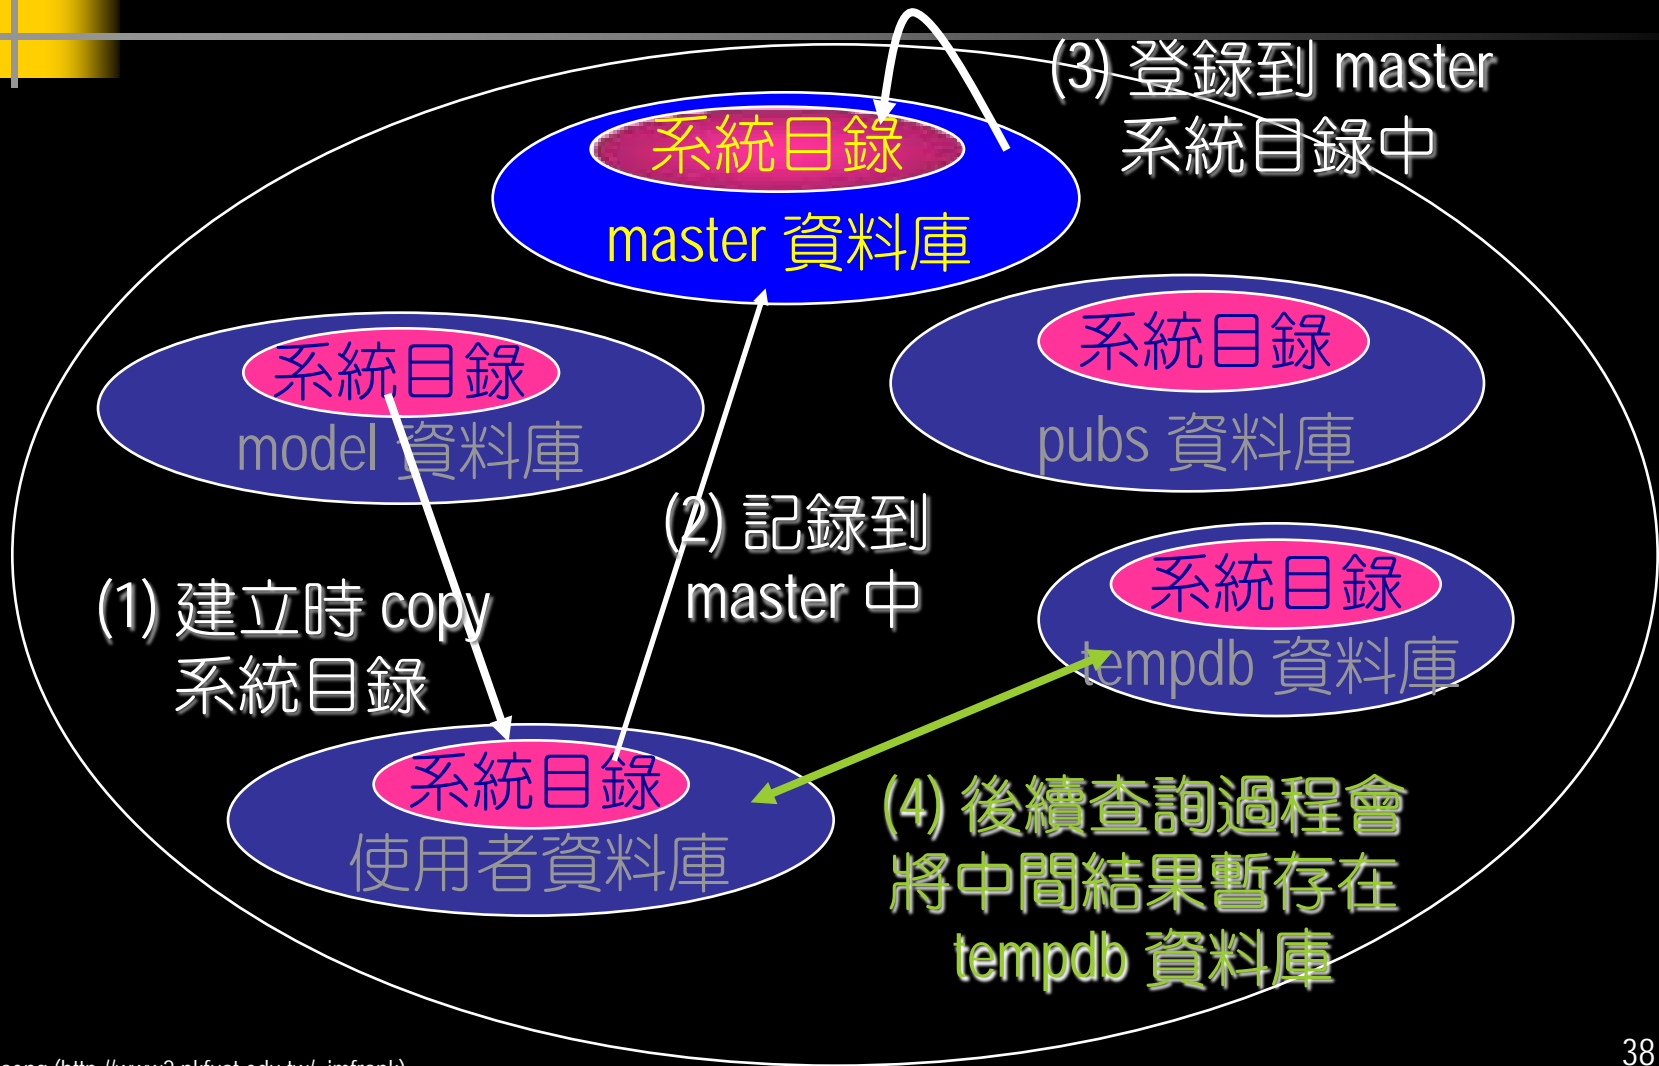 (3) 登錄到 master
系統目錄中
系統目錄
master 資料庫
系統目錄
model 資料庫
系統目錄
pubs 資料庫
(2) 記錄到
master 中
(1) 建立時 copy
系統目錄
系統目錄
tempdb 資料庫
系統目錄
使用者資料庫
(4) 後續查詢過程會
將中間結果暫存在
tempdb 資料庫
38